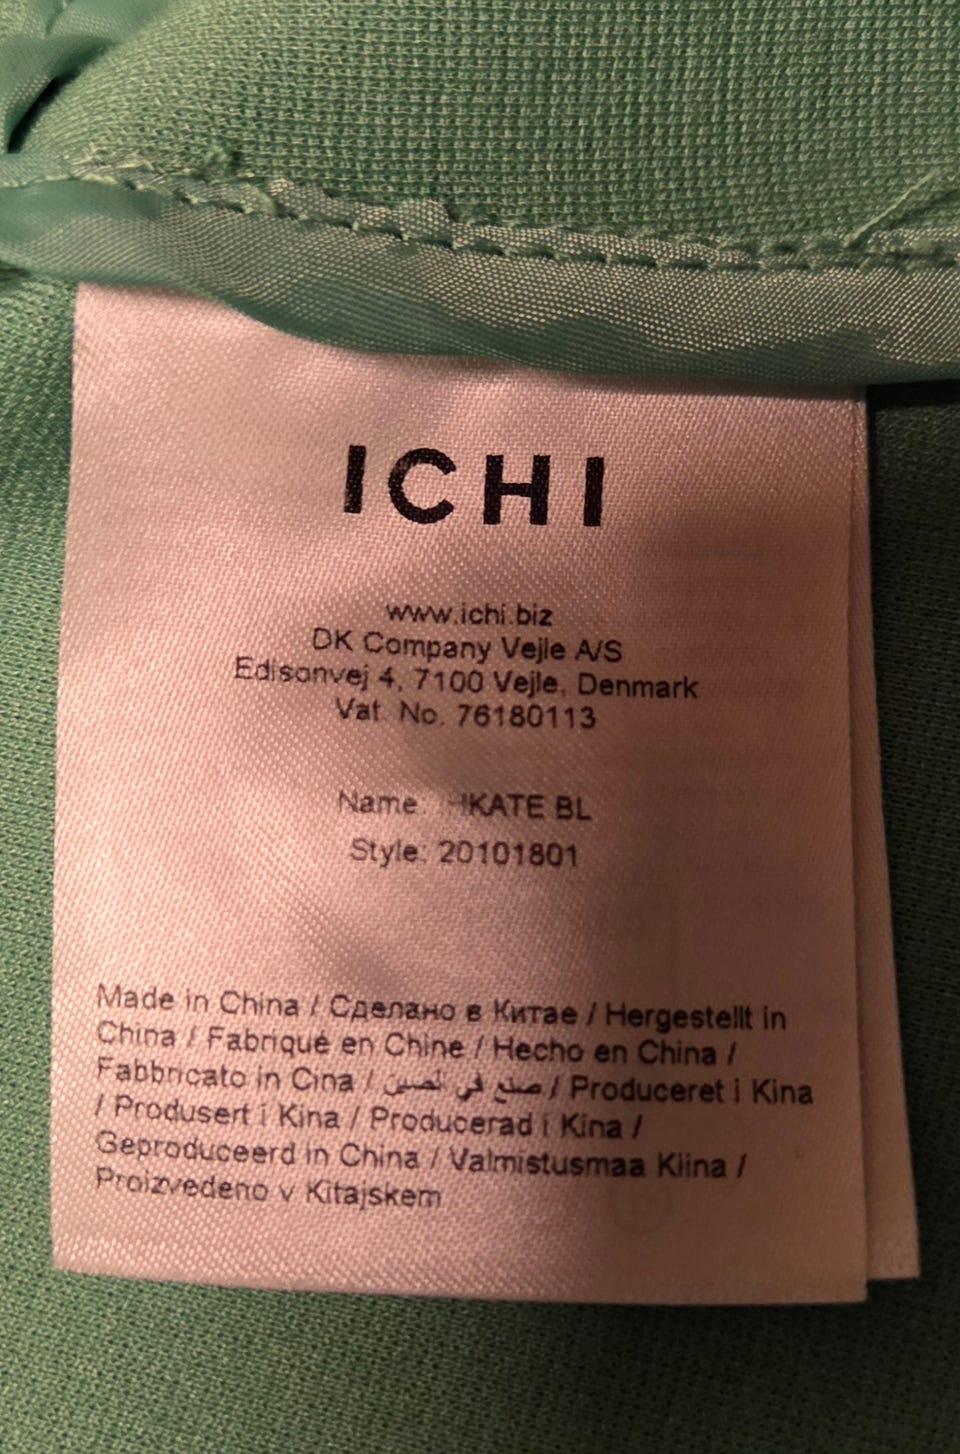 ICHI
www.ichi.biz
DK Company Vejle A/S
Edisonvej 4, 7100 Vejle, Denmark
Vat. No. 76180113
Name: BL
Style: 20101801
Made in China / Сделано в Китае / Hergestellt in
China / Fabriqué en Chine / Hecho en China /
Fabbricato in Cina / صنع في الصين / Produceret i Kina
/ Produsert i Kina / Producerad i Kina /
Geproduceerd in China / Valmistusmaa Kiina /
Proizvedeno v Kitajskem